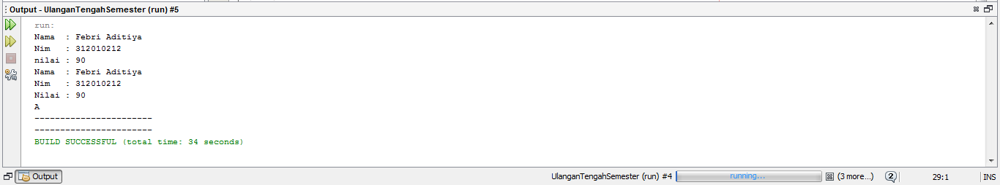 Output - UlanganTengahSemester (run) #5
run:
Nama : Febri Aditiya
Nim : 312010212
nilai : 90
Nama : Febri Aditiya
Nim : 312010212
Nilai : 90
A
-----------------------
-----------------------
BUILD SUCCESSFUL (total time: 34 seconds)
Output
UlanganTengahSemester (run) #4
running...
(3 more...)
2
29:1
INS